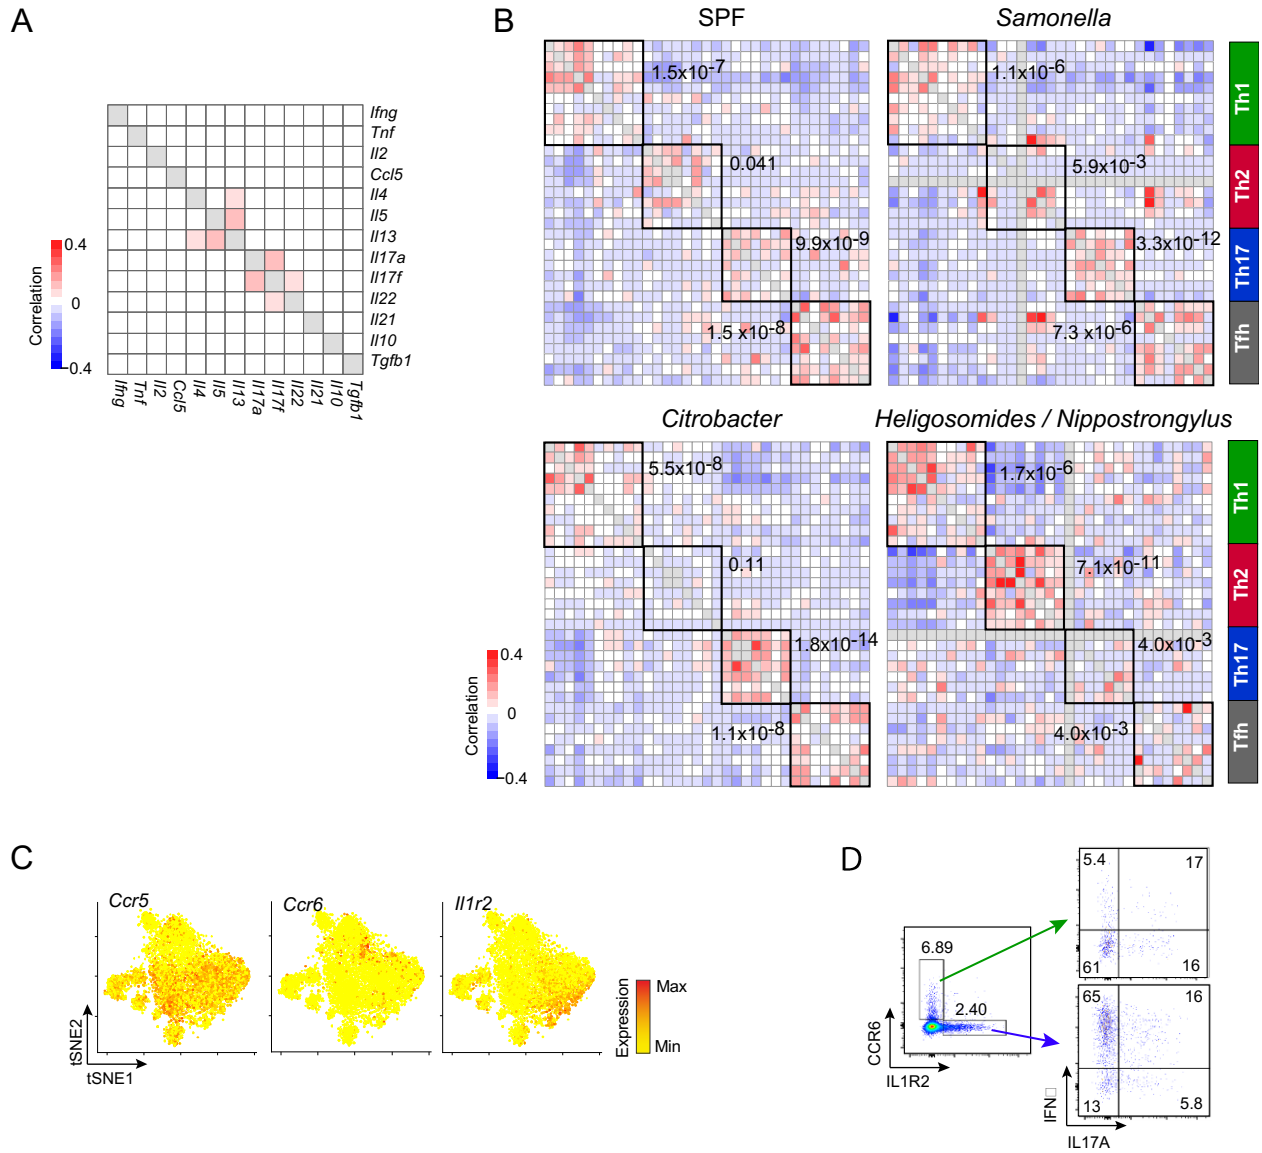 A
Ifng
Tnf
Il2
Ccl5
Il4
Il5
Il13
Il17a
Il17f
Il22
Il21
Il10
Tgfb1
Correlation
0.4
0
-0.4
Ifng
Tnf
Il2
Ccl5
Il4
Il5
Il13
Il17a
Il17f
Il22
Il21
Il10
Tgfb1
B
SPF
Samonella
1.5x10-7
0.041
9.9x10-9
1.5 x10-8
1.1x10-6
5.9x10-3
3.3x10-12
7.3 x10-6
Th1
Th2
Th17
Tfh
Citrobacter
Heligosomides / Nippostrongylus
5.5x10-8
0.11
1.8x10-14
1.1x10-8
1.7x10-6
7.1x10-11
4.0x10-3
4.0x10-3
Th1
Th2
Th17
Tfh
Correlation
0.4
0
-0.4
C
Ccr5
Ccr6
Il1r2
tSNE2
tSNE1
Expression
Max
Min
D
6.89
2.40
CCR6
IL1R2
5.4
17
61
16
65
16
13
5.8
IFN□
IL17A